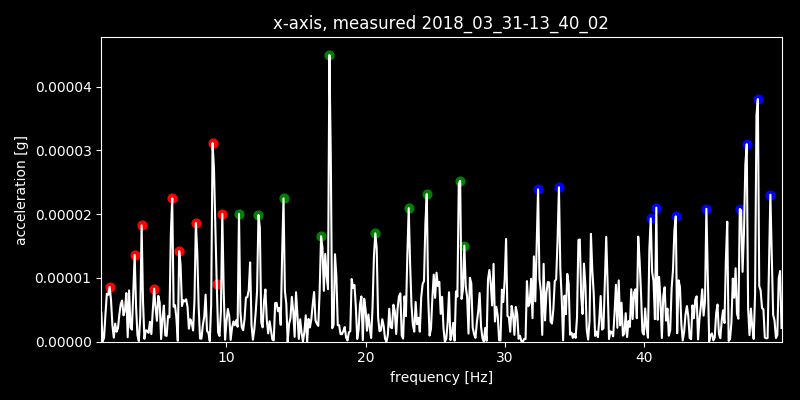 x-axis, measured 2018_03_31-13_40_02
0.00004
0.00003
0.00002
0.00001
0.00000
acceleration [g]
10 20 30 40
frequency [Hz]